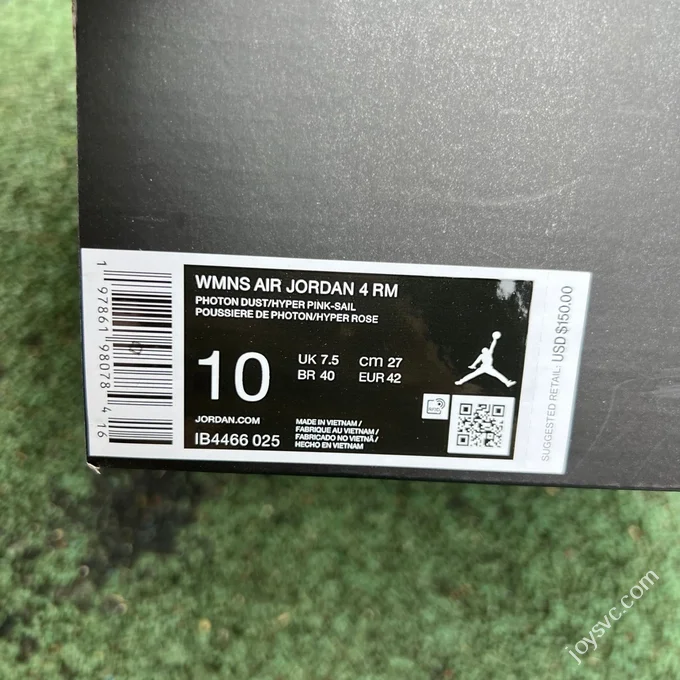 WMNS AIR JORDAN 4 RM
PHOTON DUST/HYPER PINK-SAIL
POUSSIERE DE PHOTON/HYPER ROSE
10
UK 7.5 cm 27
BR 40 EUR 42
JORDAN.COM
IB4466 025
MADE IN VIETNAM /
FABRIQUE AU VIETNAM /
FABRICADO NO VIETNÃ /
HECHO EN VIETNAM
1 97861 98078 4 16
SUGGESTED RETAIL: USD $150.00
joysvc.com